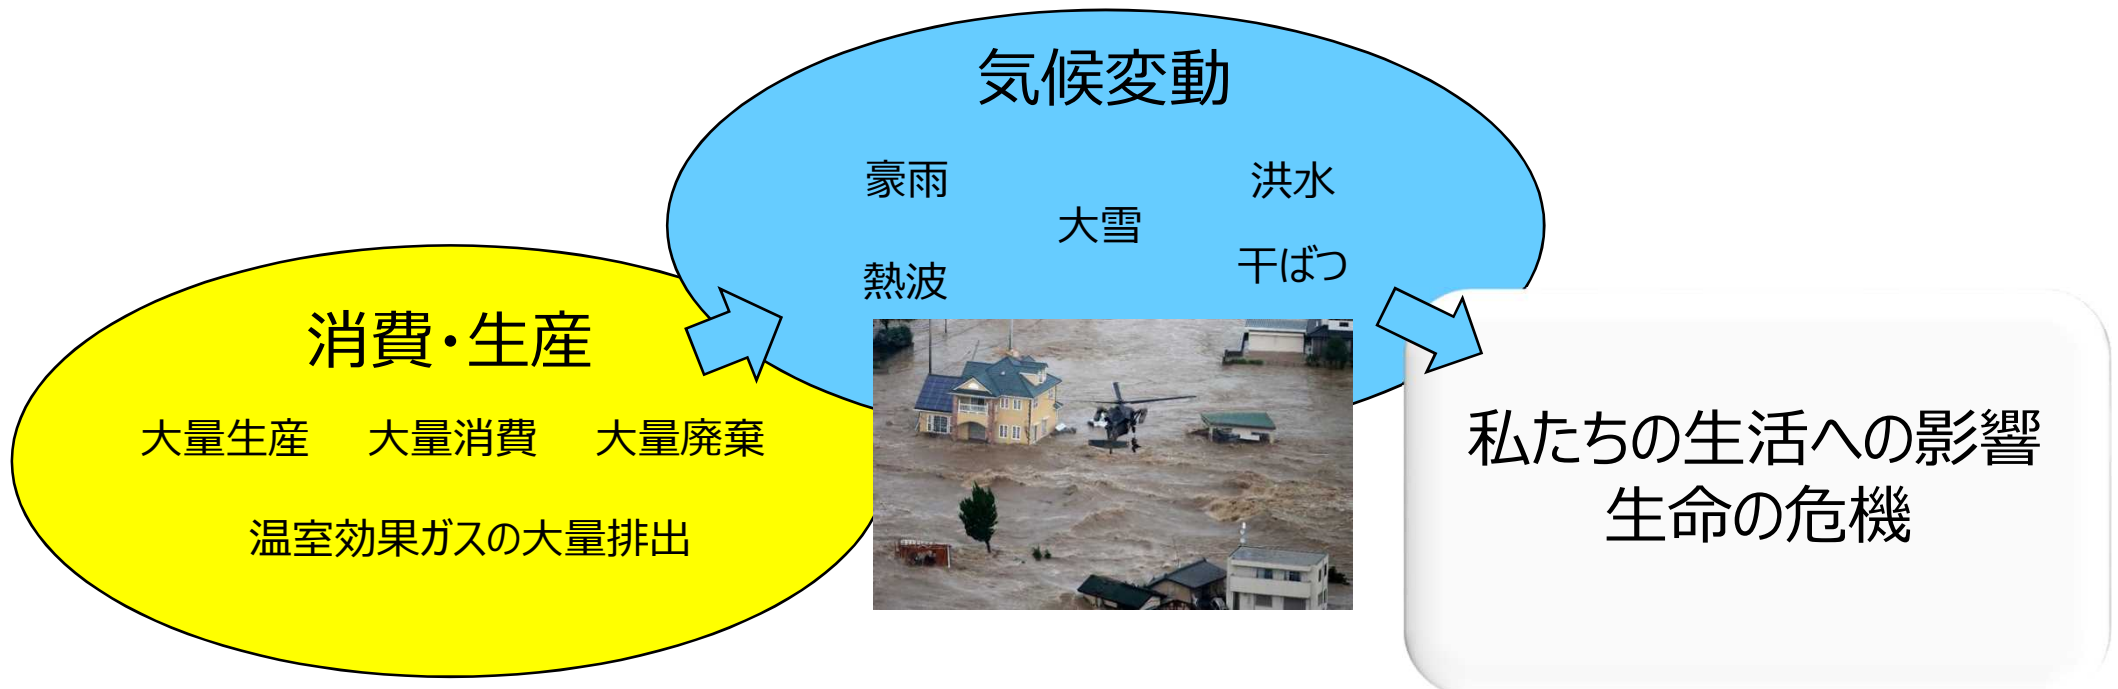 気候変動
豪雨
洪水
大雪
熱波
干ばつ
消費・生産
大量生産 大量消費 大量廃棄
温室効果ガスの大量排出
私たちの生活への影響
生命の危機